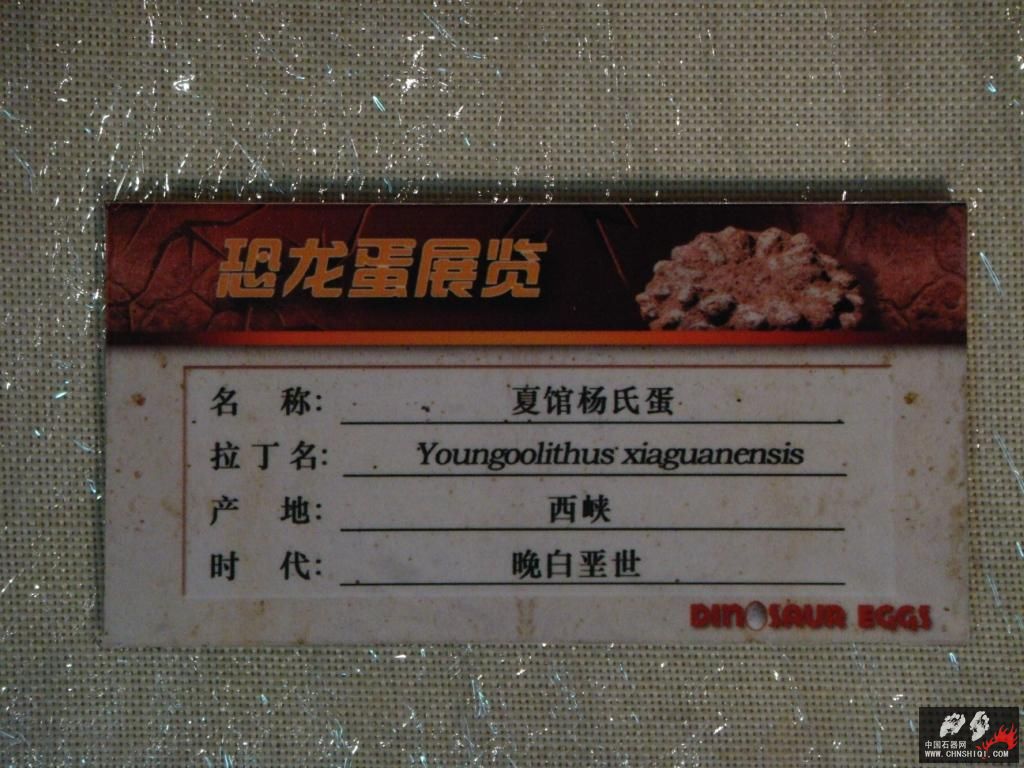 恐龙蛋展览
名 称: 夏馆杨氏蛋
拉丁名: Youngoolithus xiaguanensis
产 地: 西峡
时 代: 晚白垩世
DINOSAUR EGGS
中国石器网
WWW.CHNSHIQI.COM